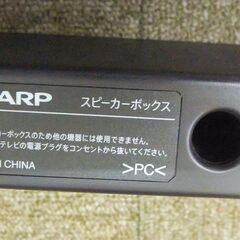 ARP スピーカーボックス
カーボックスのため他の機器には使用できません。
テレビの電源プラグをコンセントから抜いてください。
CHINA
>PC<